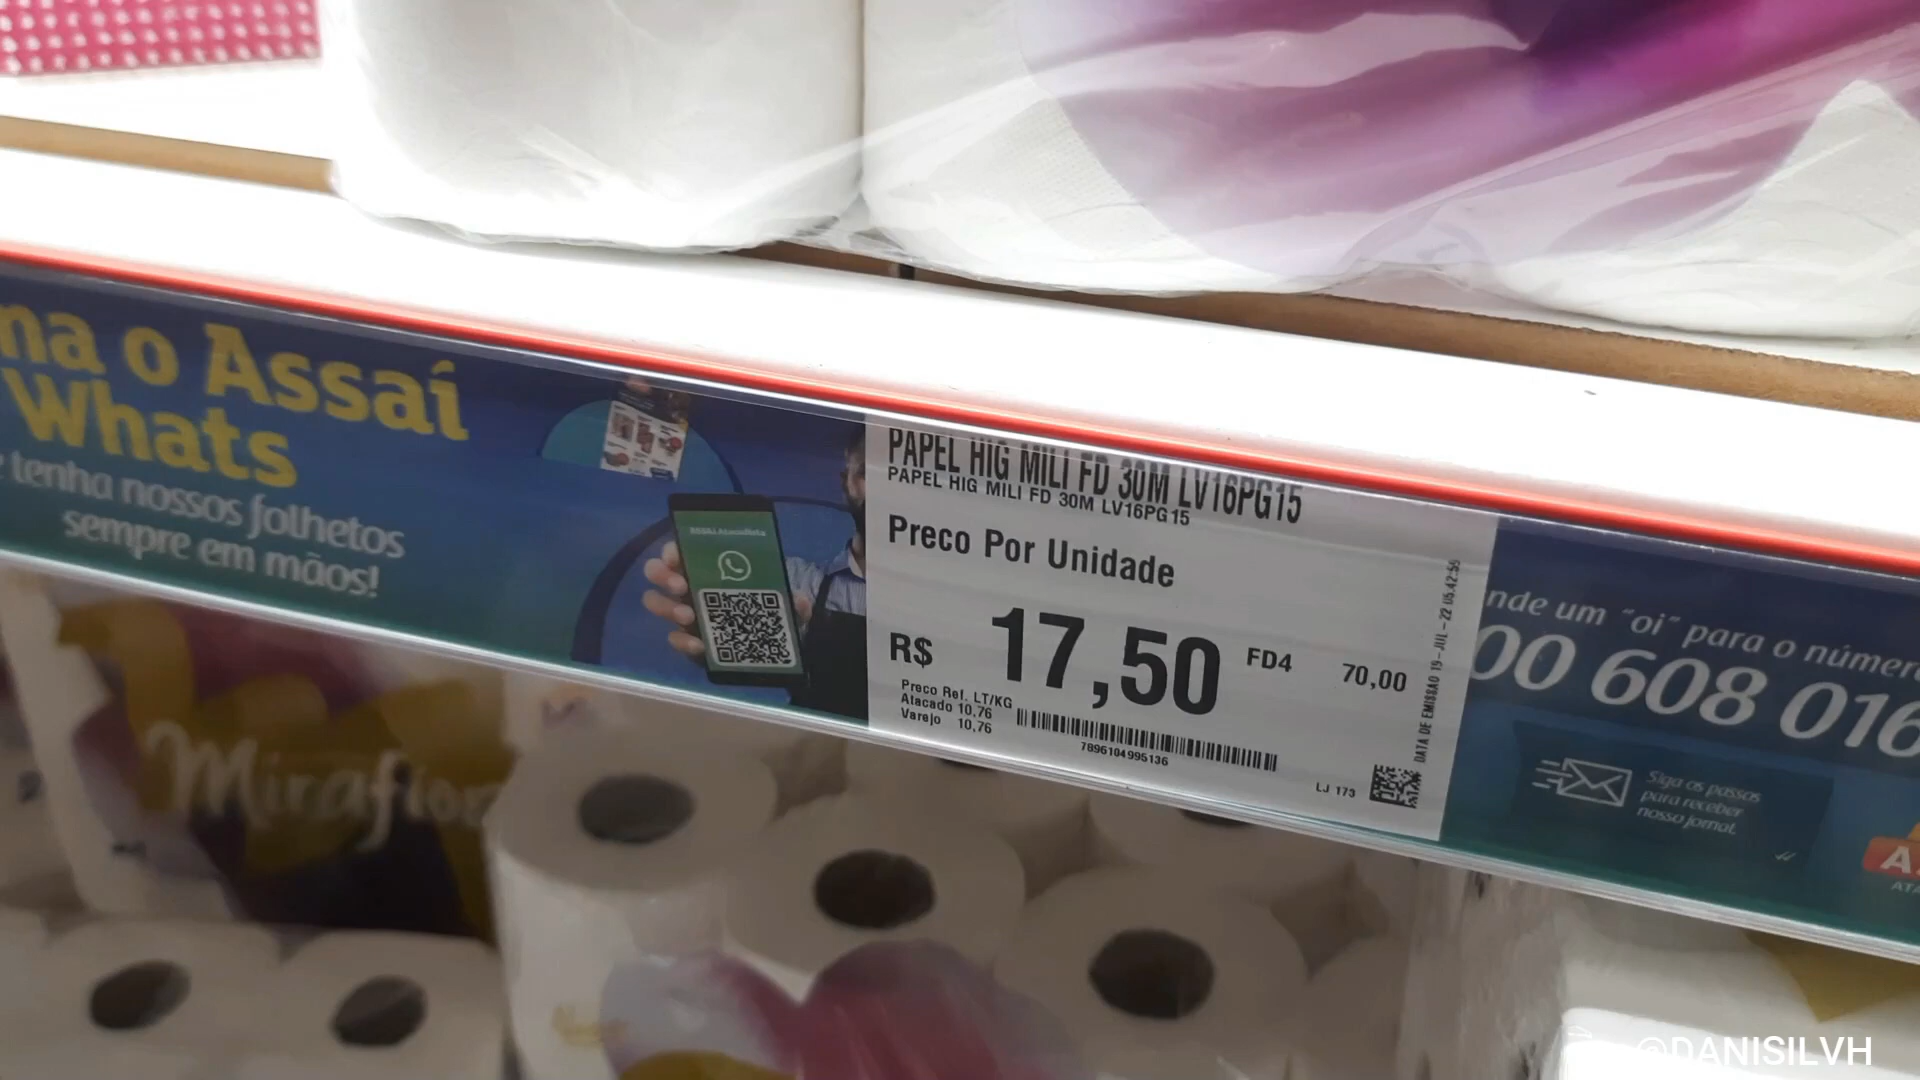 ma o Assaí
Whats
e tenha nossos folhetos
sempre em mãos!
PAPEL HIG MILI FD 30M LV16PG15
PAPEL HIG MILI FD 30M LV16PG15
Preco Por Unidade
R$ 17,50 FD4 70,00
Preco Ref. LT/KG
Atacado 10,76
Varejo 10,76
7896104995136
LJ 173
DATA DE EMISSAO 19-JUL-22 05:42:56
nde um "oi" para o número
00 608 016
Siga os passos
para receber
nosso jornal.
Mirafior
@DANISILVH